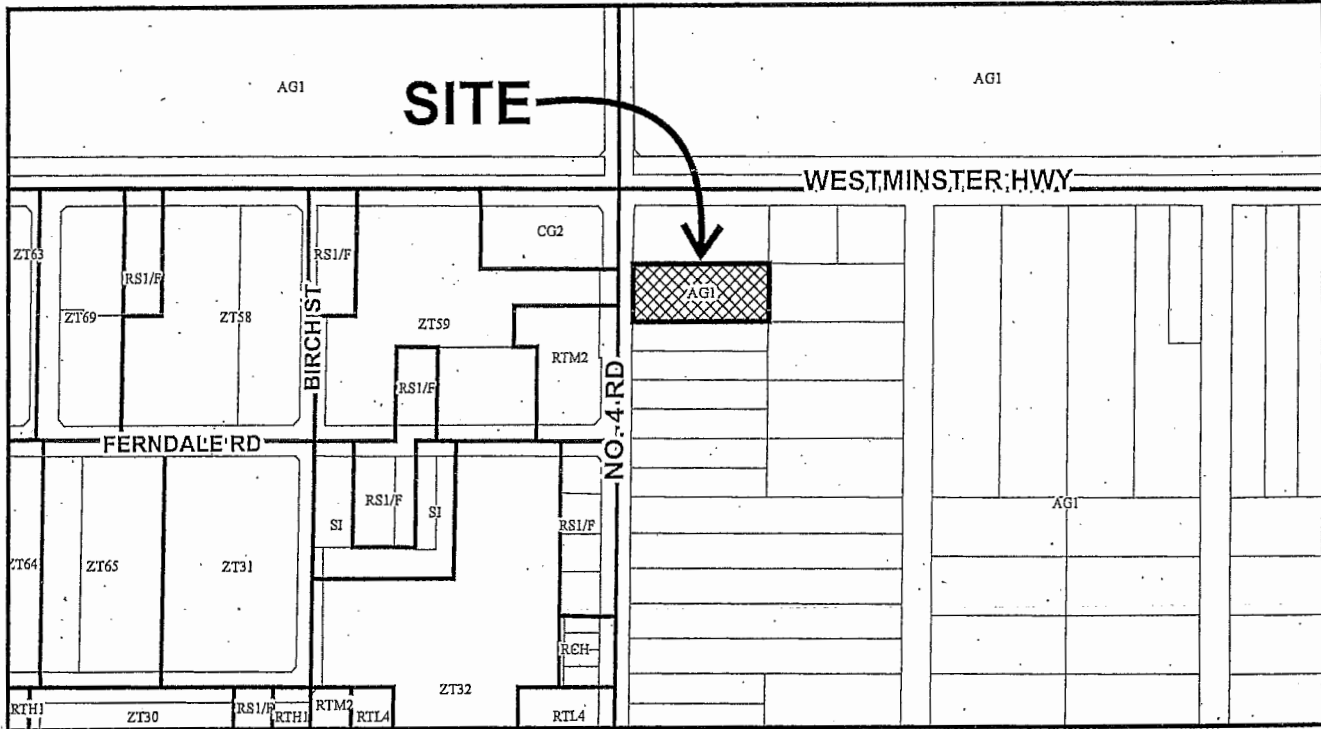 AG1
AG1
SITE
WESTMINSTER HWY
ZT63
RS1/F
RS1/F
CG2
AG1
ZT69
ZT58
BIRCH ST
ZT59
RTM2
RS1/F
NO. 4 RD
FERNDALE RD
RS1/F
SI
SI
RS1/F
AG1
ZT64
ZT65
ZT31
RCH
ZT32
RTH1
ZT30
RS1/F
RTH1
RTM2
RTL4
RTL4